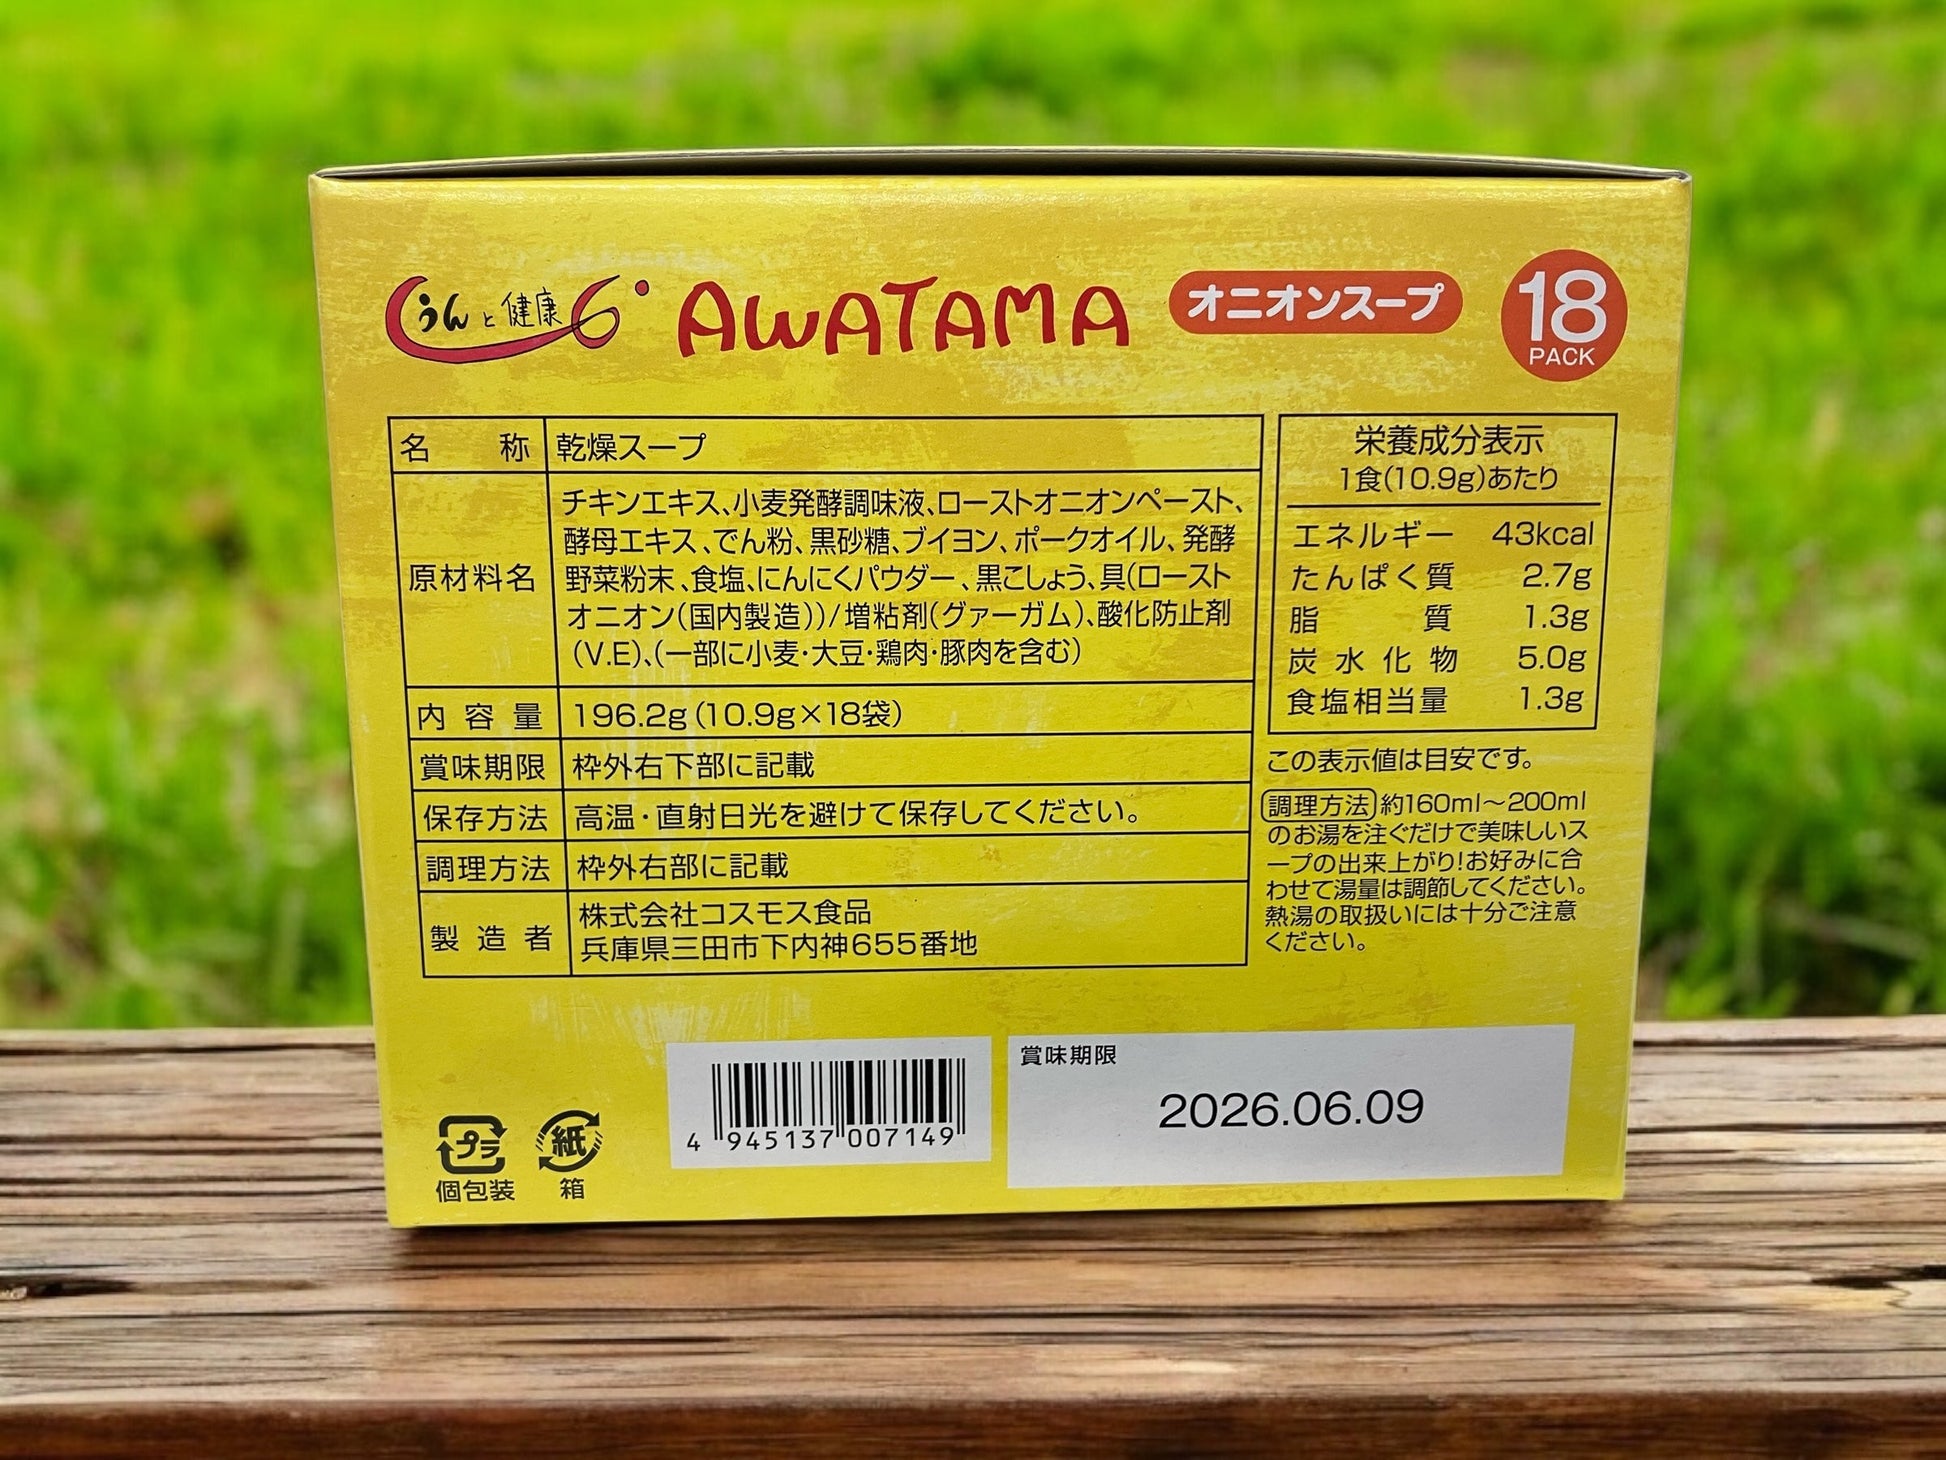 うんと健康
AWATAMA
オニオンスープ
18
PACK
名称 乾燥スープ
原材料名
チキンエキス、小麦発酵調味液、ローストオニオンペースト、
酵母エキス、でん粉、黒砂糖、ブイヨン、ポークオイル、発酵
野菜粉末、食塩、にんにくパウダー、黒こしょう、具(ロースト
オニオン(国内製造))/増粘剤(グァーガム)、酸化防止剤
(V.E)、(一部に小麦・大豆・鶏肉・豚肉を含む)
内容量 196.2g(10.9g×18袋)
賞味期限 枠外右下部に記載
保存方法 高温・直射日光を避けて保存してください。
調理方法 枠外右部に記載
製造者
株式会社コスモス食品
兵庫県三田市下内神655番地
栄養成分表示
1食(10.9g)あたり
エネルギー 43kcal
たんぱく質 2.7g
脂質 1.3g
炭水化物 5.0g
食塩相当量 1.3g
この表示値は目安です。
調理方法 約160ml～200ml
のお湯を注ぐだけで美味しいス
ープの出来上がり!お好みに合
わせて湯量は調節してください。
熱湯の取扱いには十分ご注意
ください。
プラ
個包装
紙
箱
4 945137 007149
賞味期限
2026.06.09